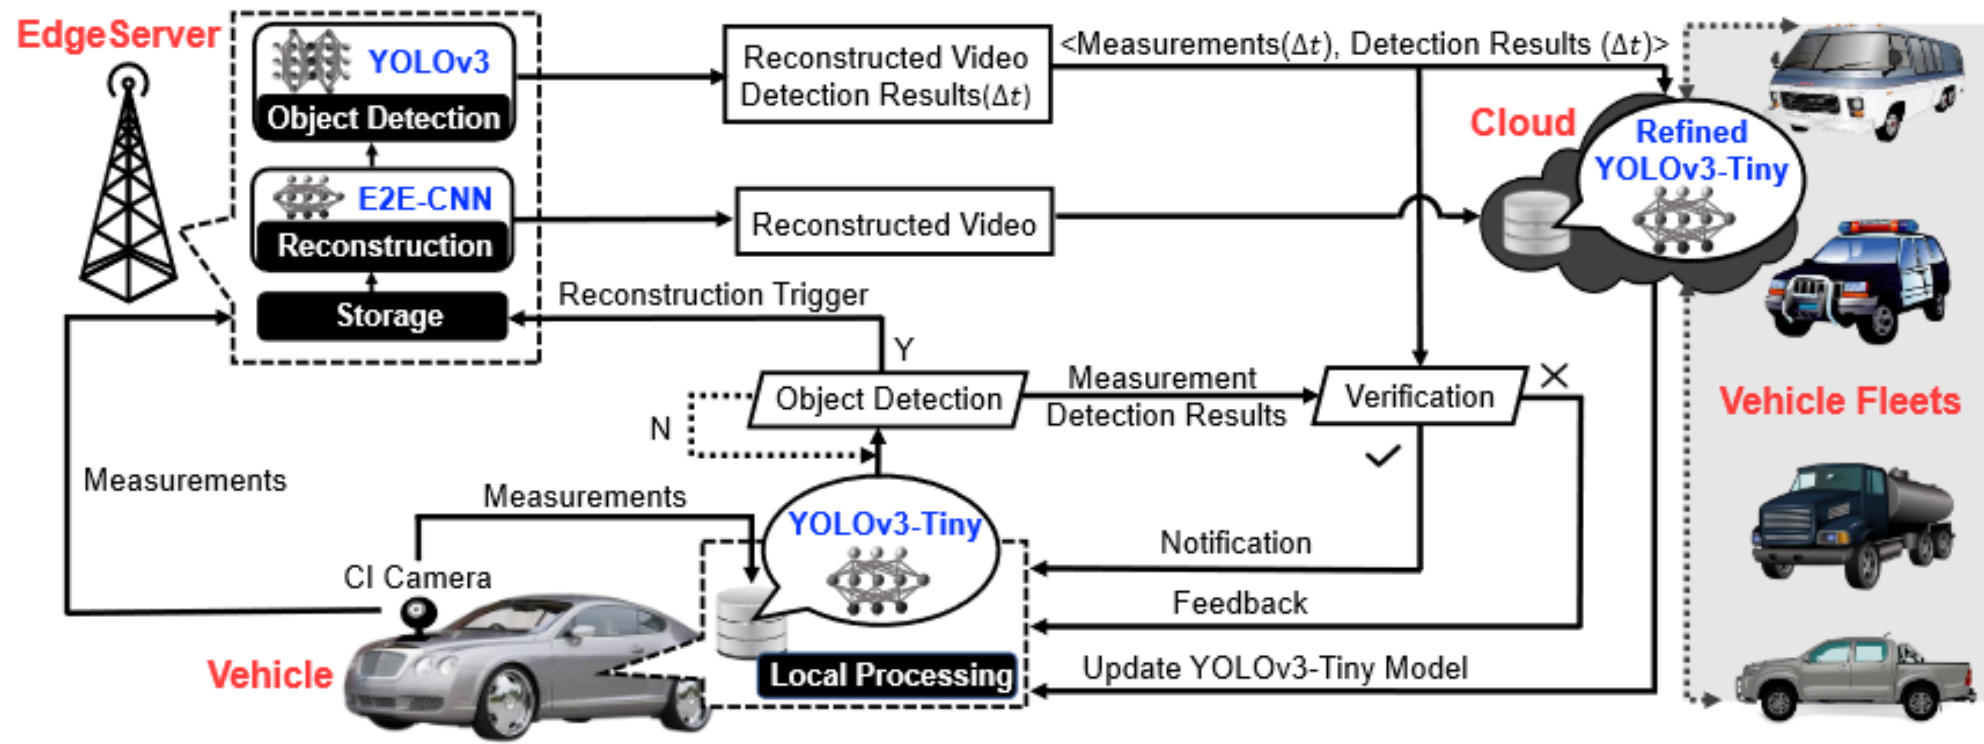 EdgeServer
YOLOv3
Object Detection
E2E-CNN
Reconstruction
Storage
Reconstructed Video
Detection Results(Δt)
<Measurements(Δt), Detection Results (Δt)>
Reconstructed Video
Cloud
Refined
YOLOv3-Tiny
Vehicle Fleets
Reconstruction Trigger
Y
Object Detection
N
Measurement
Detection Results
Verification
Measurements
Measurements
CI Camera
Vehicle
YOLOv3-Tiny
Local Processing
Notification
Feedback
Update YOLOv3-Tiny Model